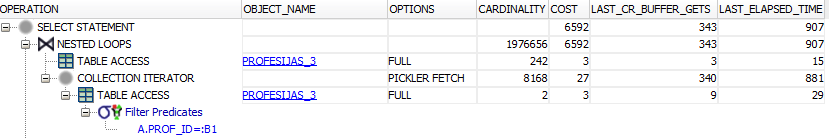 OPERATION OBJECT_NAME OPTIONS CARDINALITY COST LAST_CR_BUFFER_GETS LAST_ELAPSED_TIME
SELECT STATEMENT 6592 343 907
NESTED LOOPS 1976656 6592 343 907
TABLE ACCESS PROFESIJAS_3 FULL 242 3 3 15
COLLECTION ITERATOR PICKLER FETCH 8168 27 340 881
TABLE ACCESS PROFESIJAS_3 FULL 2 3 9 29
Filter Predicates
A.PROF_ID=:B1